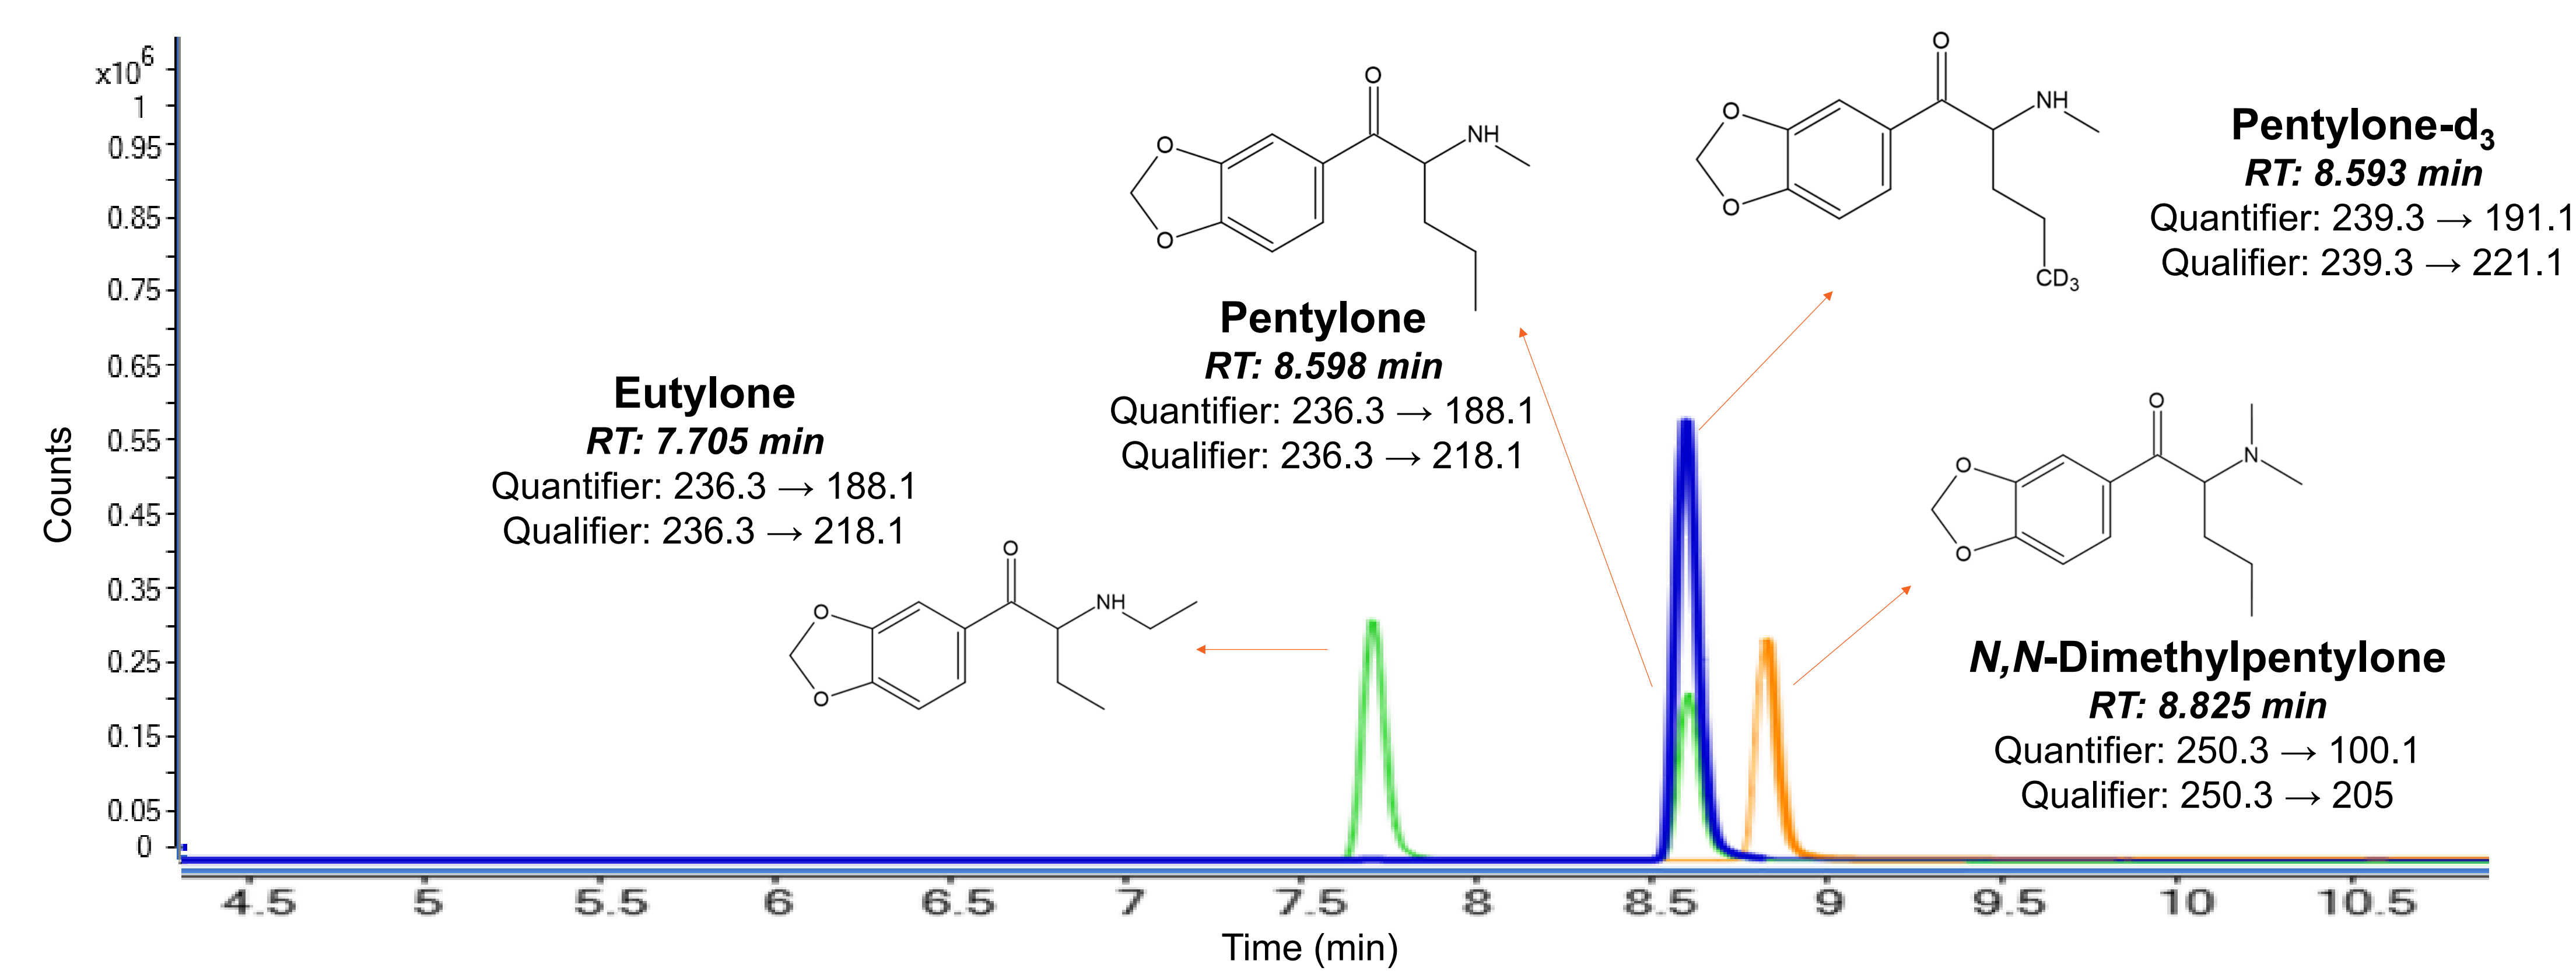 x10⁶
1
0.95
0.85
0.75
0.65
0.55
0.45
0.35
0.25
0.15
0.05
0
Counts
4.5 5 5.5 6 6.5 7 7.5 8 8.5 9 9.5 10 10.5
Time (min)
Eutylone
RT: 7.705 min
Quantifier: 236.3 → 188.1
Qualifier: 236.3 → 218.1
O
NH
O
O
O
NH
O
O
Pentylone
RT: 8.598 min
Quantifier: 236.3 → 188.1
Qualifier: 236.3 → 218.1
O
NH
O
O
CD₃
Pentylone-d₃
RT: 8.593 min
Quantifier: 239.3 → 191.1
Qualifier: 239.3 → 221.1
O
N
O
O
N,N-Dimethylpentylone
RT: 8.825 min
Quantifier: 250.3 → 100.1
Qualifier: 250.3 → 205